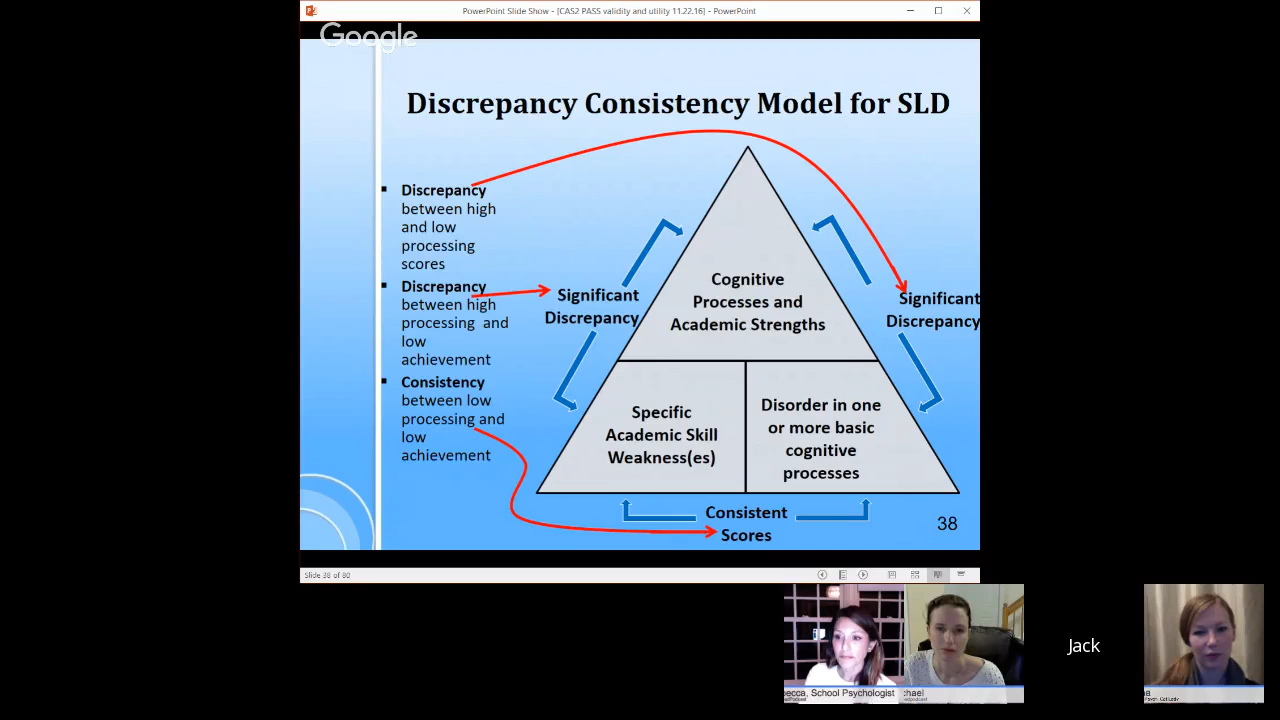 PowerPoint Slide Show - [CAS2 PASS validity and utility 11.22.16] - PowerPoint
Google
Discrepancy Consistency Model for SLD
▪ Discrepancy
between high
and low
processing
scores
▪ Discrepancy
between high
processing and
low
achievement
▪ Consistency
between low
processing and
low
achievement
Significant
Discrepancy
Cognitive
Processes and
Academic Strengths
Significant
Discrepancy
Specific
Academic Skill
Weakness(es)
Disorder in one
or more basic
cognitive
processes
Consistent
Scores
38
Slide 38 of 80
Jack
becca, School Psychologist
chael